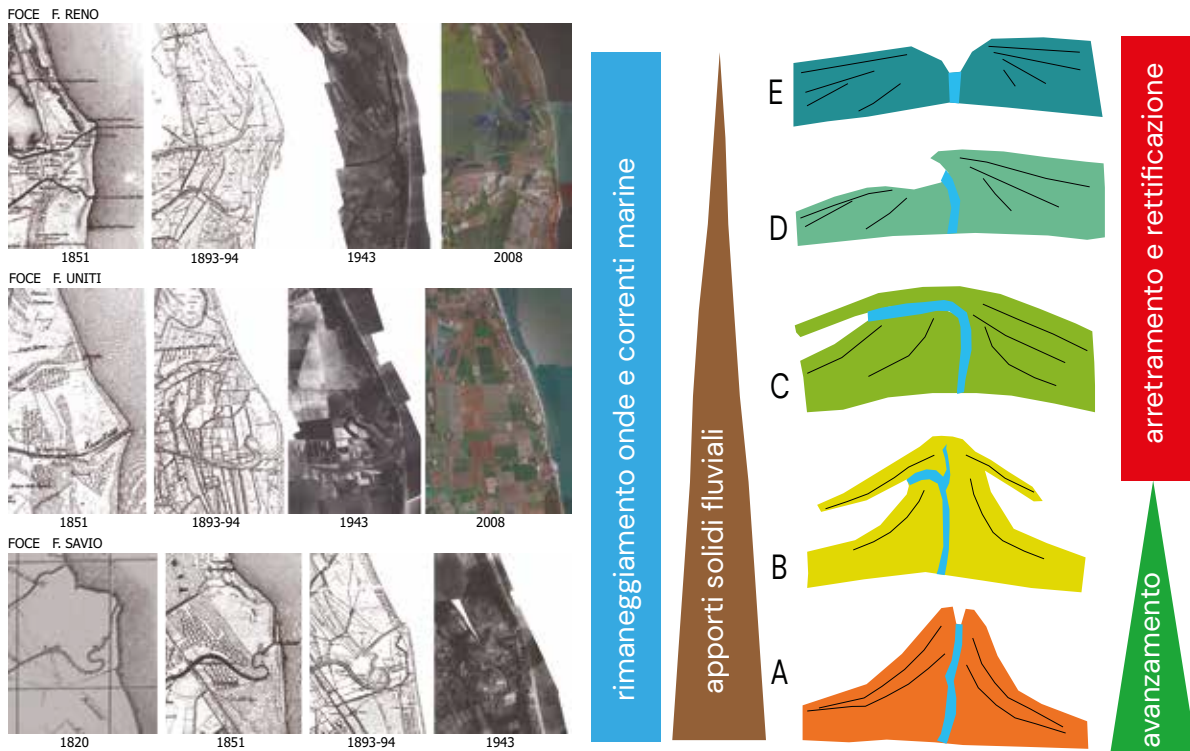 FOCE F. RENO
1851
1893-94
1943
2008
FOCE F. UNITI
1851
1893-94
1943
2008
FOCE F. SAVIO
1820
1851
1893-94
1943
rimaneggiamento onde e correnti marine
apporti solidi fluviali
E
D
C
B
A
arretramento e rettificazione
avanzamento